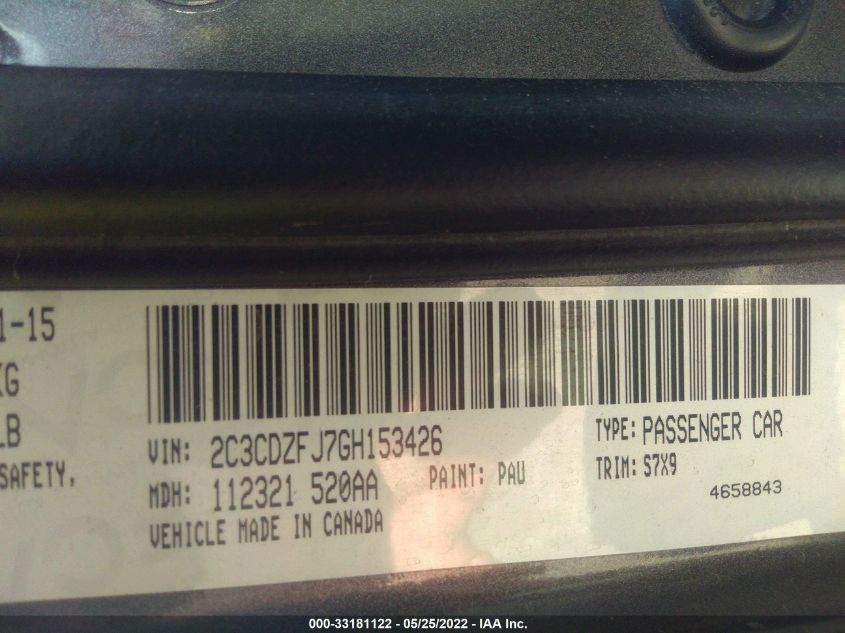 1-15
KG
LB
SAFETY.
VIN: 2C3CDZFJ7GH153426
TYPE: PASSENGER CAR
MDH: 112321 520AA
PAINT: PAU
TRIM: S7X9
4658843
VEHICLE MADE IN CANADA
000-33181122 - 05/25/2022 - IAA Inc.